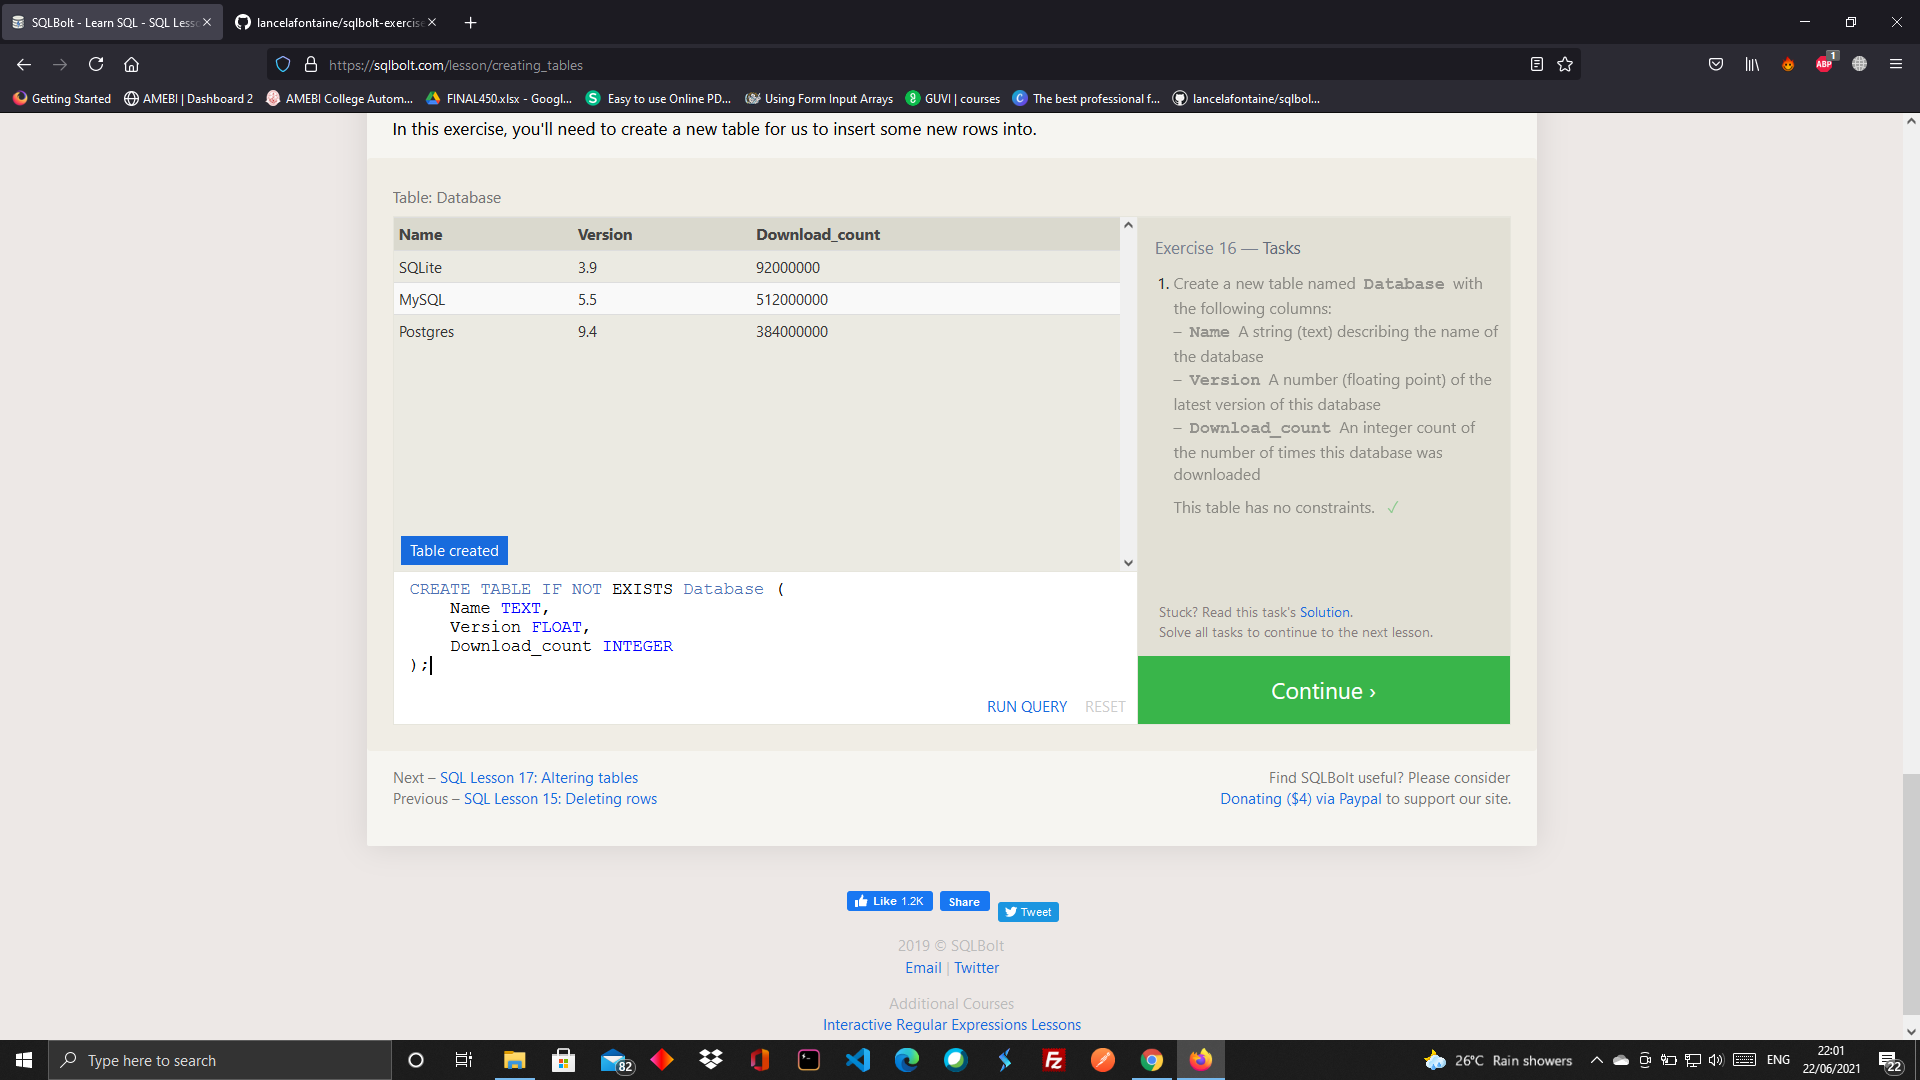 SQLBolt - Learn SQL - SQL Less
lancelafontaine/sqlbolt-exercise
https://sqlbolt.com/lesson/creating_tables
1
ABP
Getting Started
AMEBI | Dashboard 2
AMEBI College Autom...
FINAL450.xlsx - Googl...
Easy to use Online PD...
Using Form Input Arrays
GUVI | courses
The best professional f...
lancelafontaine/sqlbol...
In this exercise, you'll need to create a new table for us to insert some new rows into.
Table: Database
Name Version Download_count
SQLite 3.9 92000000
MySQL 5.5 512000000
Postgres 9.4 384000000
Table created
CREATE TABLE IF NOT EXISTS Database (
Name TEXT,
Version FLOAT,
Download_count INTEGER
);
RUN QUERY RESET
Exercise 16 — Tasks
1. Create a new table named Database with
the following columns:
– Name A string (text) describing the name of
the database
– Version A number (floating point) of the
latest version of this database
– Download_count An integer count of
the number of times this database was
downloaded
This table has no constraints. ✓
Stuck? Read this task's Solution.
Solve all tasks to continue to the next lesson.
Continue ›
Next – SQL Lesson 17: Altering tables
Previous – SQL Lesson 15: Deleting rows
Find SQLBolt useful? Please consider
Donating ($4) via Paypal to support our site.
Like 1.2K
Share
Tweet
2019 © SQLBolt
Email | Twitter
Additional Courses
Interactive Regular Expressions Lessons
Type here to search
82
26°C Rain showers
ENG
22:01
22/06/2021
22